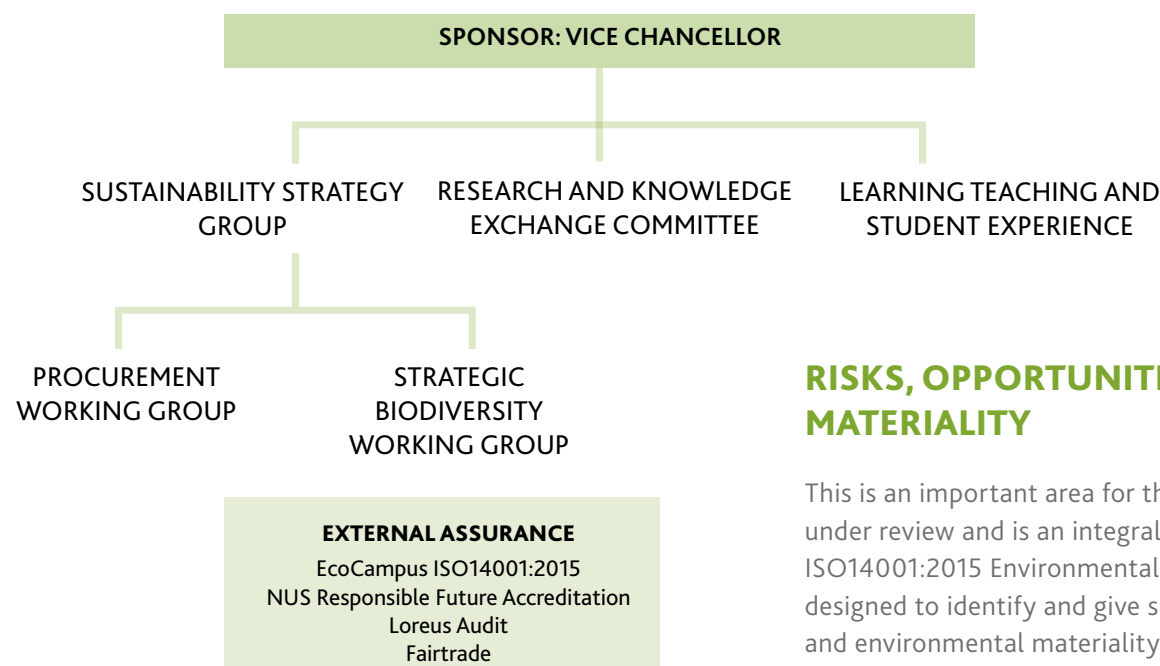 SPONSOR: VICE CHANCELLOR
SUSTAINABILITY STRATEGY
GROUP
RESEARCH AND KNOWLEDGE
EXCHANGE COMMITTEE
LEARNING TEACHING AND
STUDENT EXPERIENCE
PROCUREMENT
WORKING GROUP
STRATEGIC
BIODIVERSITY
WORKING GROUP
EXTERNAL ASSURANCE
EcoCampus ISO14001:2015
NUS Responsible Future Accreditation
Loreus Audit
Fairtrade
RISKS,
MATERIALITY
This is an important area for
under review and is an integral
ISO14001:2015 Environmental
designed to identify and give
and environmental materiality